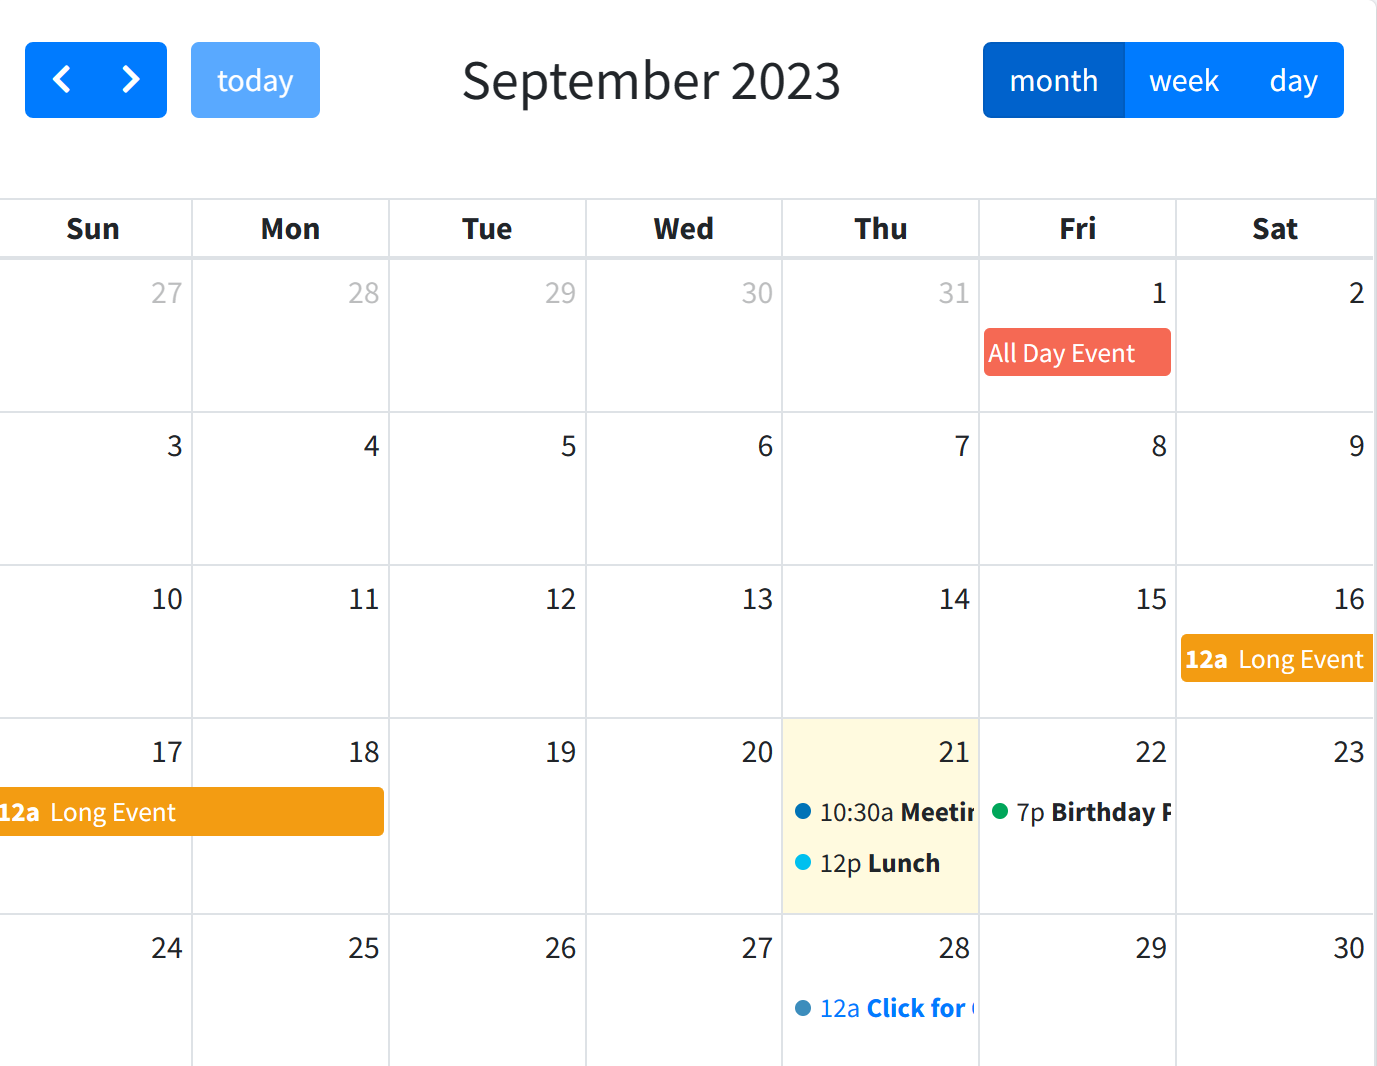 today September 2023 month week day
Sun Mon Tue Wed Thu Fri Sat
27 28 29 30 31 1 2
All Day Event
3 4 5 6 7 8 9
10 11 12 13 14 15 16
12a Long Event
17 18 19 20 21 22 23
12a Long Event 10:30a 7p Birthday
12p Lunch
24 25 26 27 28 29 30
12a Click for